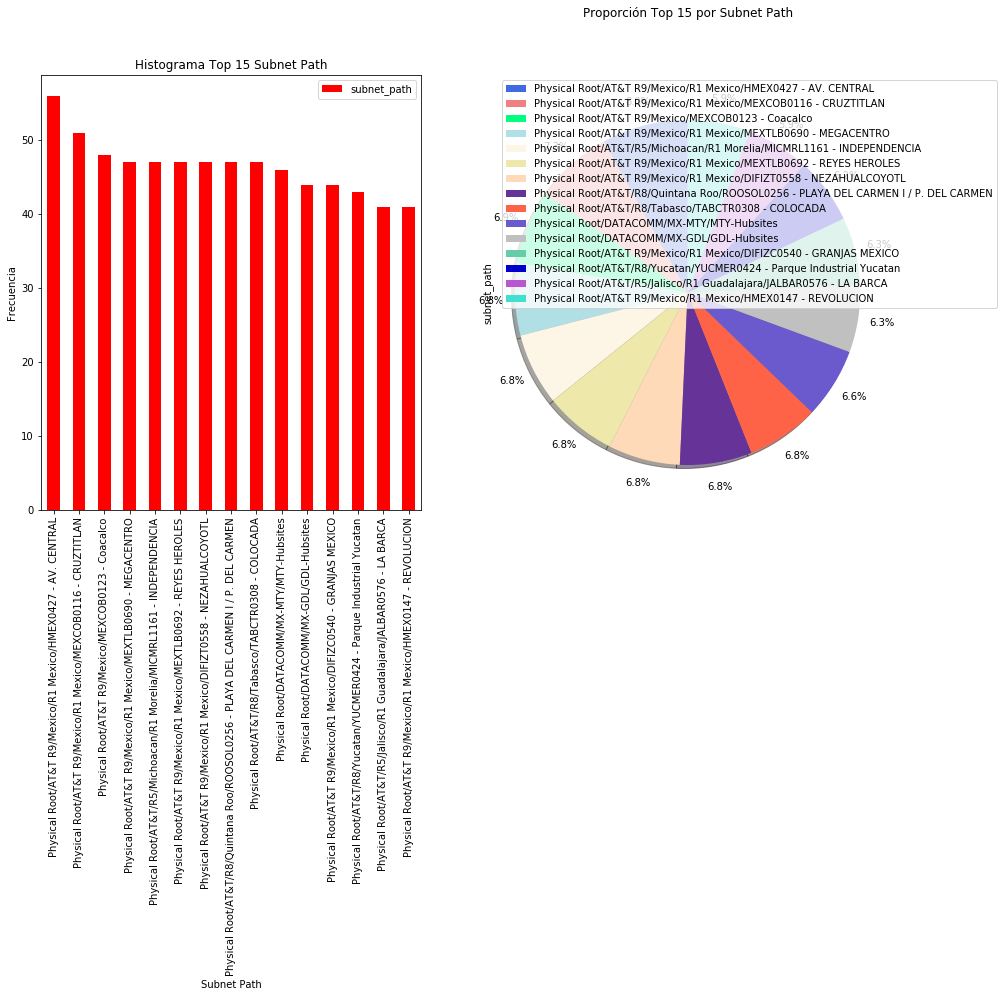 Proporción Top 15 por Subnet Path
Histograma Top 15 Subnet Path
subnet_path
Frecuencia
50
40
30
20
10
0
Physical Root/AT&T R9/Mexico/R1 Mexico/HMEX0427 - AV. CENTRAL
Physical Root/AT&T R9/Mexico/R1 Mexico/MEXCOB0116 - CRUZTITLAN
Physical Root/AT&T R9/Mexico/MEXCOB0123 - Coacalco
Physical Root/AT&T R9/Mexico/R1 Mexico/MEXTLB0690 - MEGACENTRO
Physical Root/AT&T/R5/Michoacan/R1 Morelia/MICMRL1161 - INDEPENDENCIA
Physical Root/AT&T R9/Mexico/R1 Mexico/MEXTLB0692 - REYES HEROLES
Physical Root/AT&T R9/Mexico/R1 Mexico/DIFIZT0558 - NEZAHUALCOYOTL
Physical Root/AT&T/R8/Quintana Roo/ROOSOL0256 - PLAYA DEL CARMEN I / P. DEL CARMEN
Physical Root/AT&T/R8/Tabasco/TABCTR0308 - COLOCADA
Physical Root/DATACOMM/MX-MTY/MTY-Hubsites
Physical Root/DATACOMM/MX-GDL/GDL-Hubsites
Physical Root/AT&T R9/Mexico/R1 Mexico/DIFIZC0540 - GRANJAS MEXICO
Physical Root/AT&T/R8/Yucatan/YUCMER0424 - Parque Industrial Yucatan
Physical Root/AT&T/R5/Jalisco/R1 Guadalajara/JALBAR0576 - LA BARCA
Physical Root/AT&T R9/Mexico/R1 Mexico/HMEX0147 - REVOLUCION
Subnet Path
Physical Root/AT&T R9/Mexico/R1 Mexico/HMEX0427 - AV. CENTRAL
Physical Root/AT&T R9/Mexico/R1 Mexico/MEXCOB0116 - CRUZTITLAN
Physical Root/AT&T R9/Mexico/MEXCOB0123 - Coacalco
Physical Root/AT&T R9/Mexico/R1 Mexico/MEXTLB0690 - MEGACENTRO
Physical Root/AT&T/R5/Michoacan/R1 Morelia/MICMRL1161 - INDEPENDENCIA
Physical Root/AT&T R9/Mexico/R1 Mexico/MEXTLB0692 - REYES HEROLES
Physical Root/AT&T R9/Mexico/R1 Mexico/DIFIZT0558 - NEZAHUALCOYOTL
Physical Root/AT&T/R8/Quintana Roo/ROOSOL0256 - PLAYA DEL CARMEN I / P. DEL CARMEN
Physical Root/AT&T/R8/Tabasco/TABCTR0308 - COLOCADA
Physical Root/DATACOMM/MX-MTY/MTY-Hubsites
Physical Root/DATACOMM/MX-GDL/GDL-Hubsites
Physical Root/AT&T R9/Mexico/R1 Mexico/DIFIZC0540 - GRANJAS MEXICO
Physical Root/AT&T/R8/Yucatan/YUCMER0424 - Parque Industrial Yucatan
Physical Root/AT&T/R5/Jalisco/R1 Guadalajara/JALBAR0576 - LA BARCA
Physical Root/AT&T R9/Mexico/R1 Mexico/HMEX0147 - REVOLUCION
subnet_path
6.9%
6.8%
6.8%
6.8%
6.8%
6.8%
6.8%
6.6%
6.3%
6.3%
5.9%